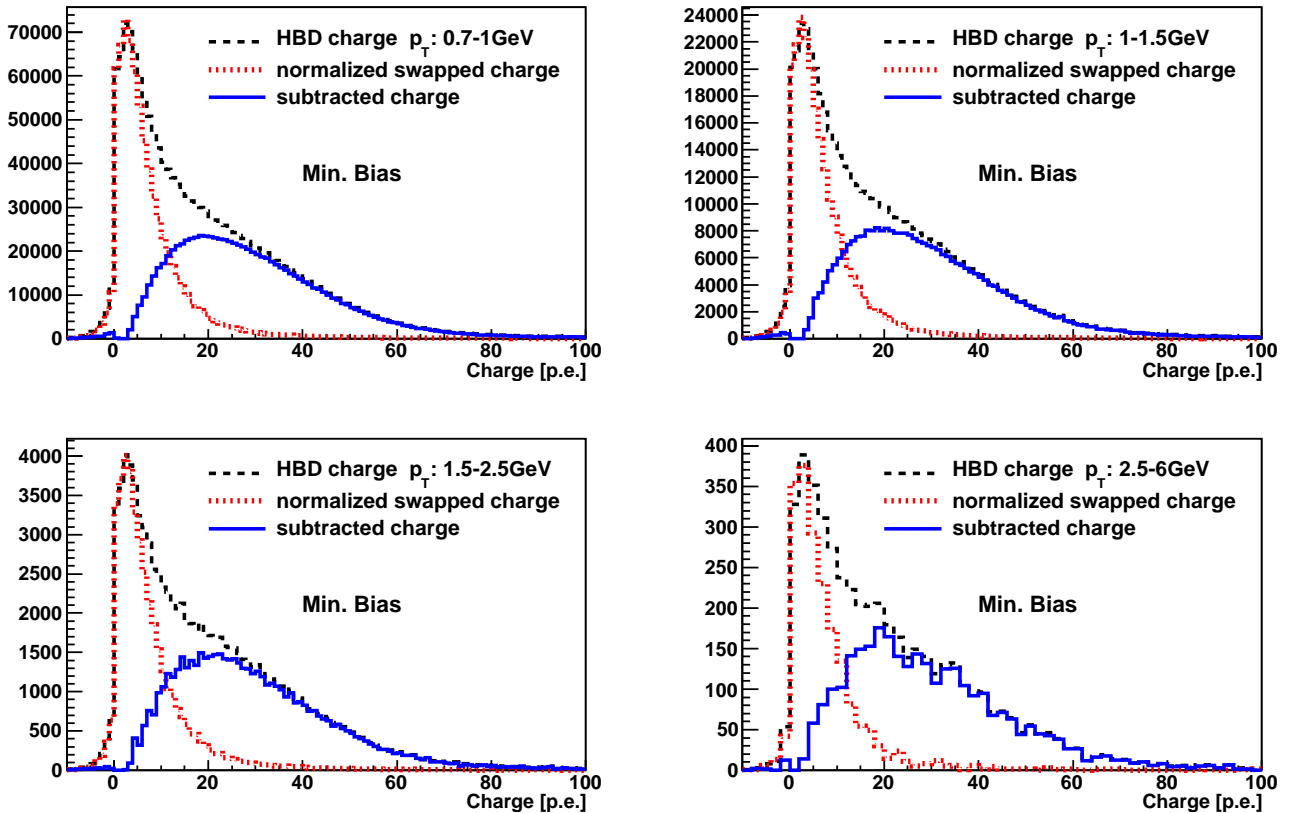 70000
60000
50000
40000
30000
20000
10000
0
HBD charge pT: 0.7-1GeV
normalized swapped charge
subtracted charge
Min. Bias
0 20 40 60 80 100
Charge [p.e.]
24000
22000
20000
18000
16000
14000
12000
10000
8000
6000
4000
2000
0
HBD charge pT: 1-1.5GeV
normalized swapped charge
subtracted charge
Min. Bias
0 20 40 60 80 100
Charge [p.e.]
4000
3500
3000
2500
2000
1500
1000
500
0
HBD charge pT: 1.5-2.5GeV
normalized swapped charge
subtracted charge
Min. Bias
0 20 40 60 80 100
Charge [p.e.]
400
350
300
250
200
150
100
50
0
HBD charge pT: 2.5-6GeV
normalized swapped charge
subtracted charge
Min. Bias
0 20 40 60 80 100
Charge [p.e.]